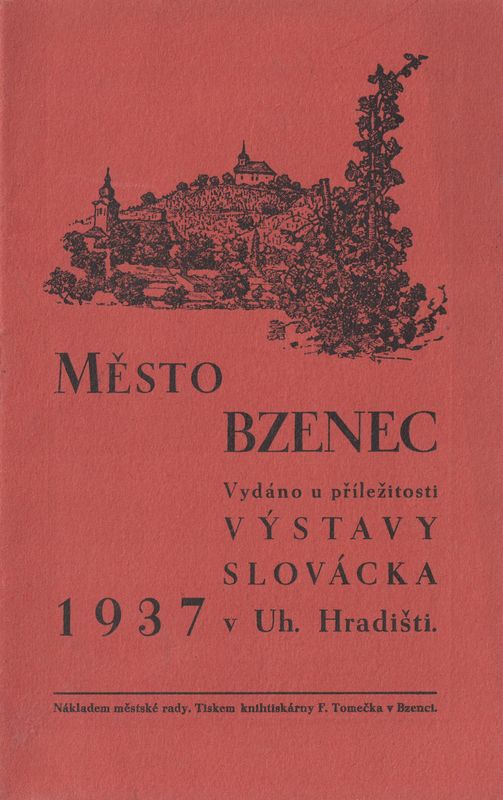 MĚSTO
BZENEC
Vydáno u příležitosti
VÝSTAVY
SLOVÁCKA
1937 v Uh. Hradišti.
Nákladem městské rady. Tiskem knihtiskárny F. Tomečka v Bzenci.